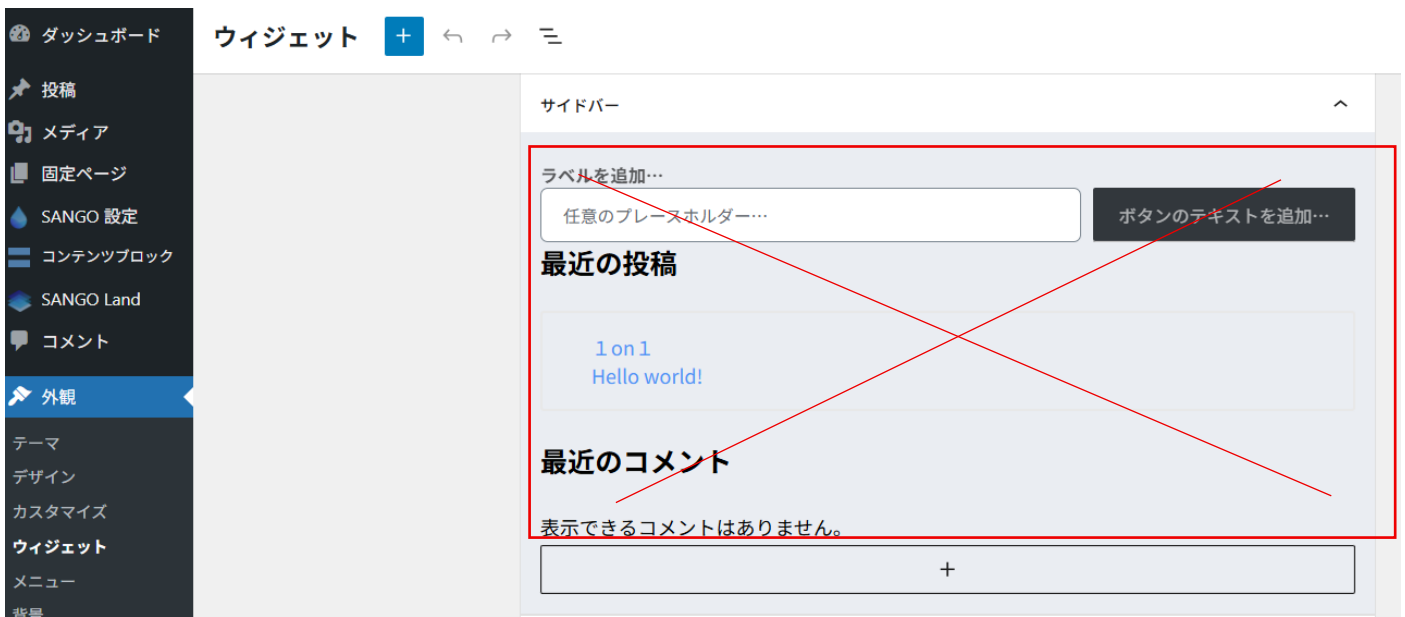 ダッシュボード
投稿
メディア
固定ページ
SANGO 設定
コンテンツブロック
SANGO Land
コメント
外観
テーマ
デザイン
カスタマイズ
ウィジェット
メニュー
背景
ウィジェット
サイドバー
ラベルを追加…
任意のプレースホルダー…
ボタンのテキストを追加…
最近の投稿
１on１
Hello world!
最近のコメント
表示できるコメントはありません。